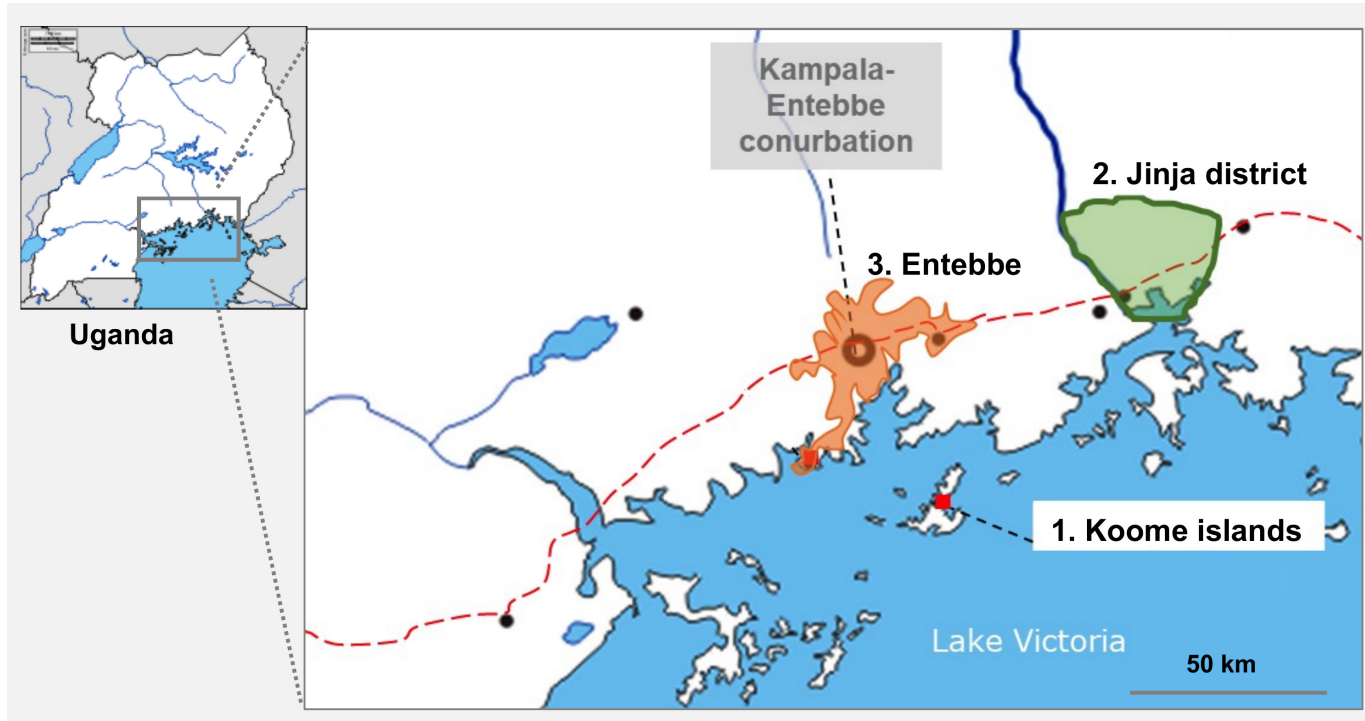 Kampala-
Entebbe
conurbation
2. Jinja district
3. Entebbe
Uganda
1. Koome islands
Lake Victoria
50 km